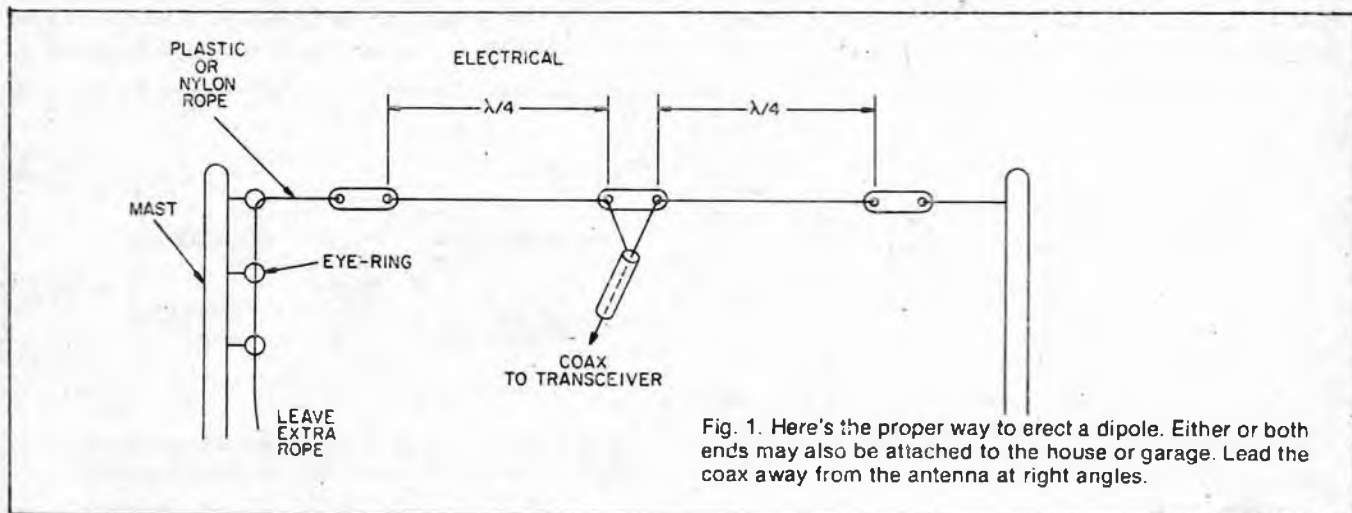 PLASTIC
OR
NYLON
ROPE
ELECTRICAL
λ/4
λ/4
MAST
EYE-RING
COAX
TO TRANSCEIVER
LEAVE
EXTRA
ROPE
Fig. 1. Here's the proper way to erect a dipole. Either or both
ends may also be attached to the house or garage. Lead the
coax away from the antenna at right angles.